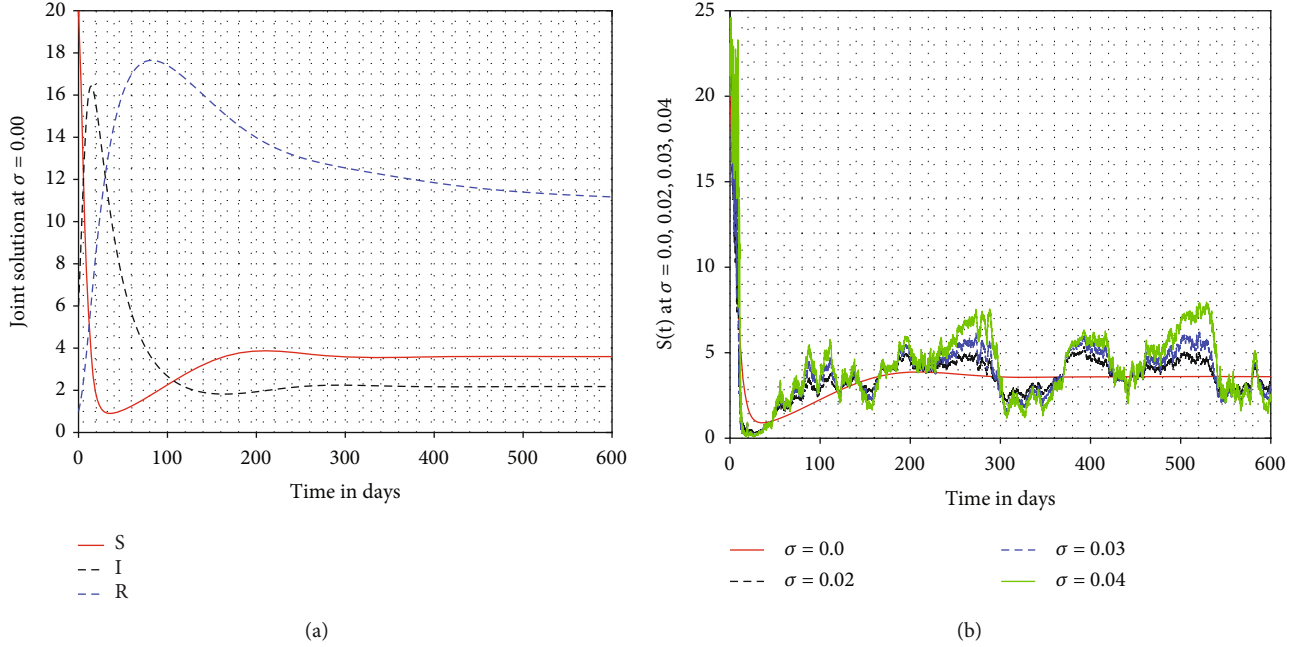 Joint solution at σ = 0.00
20
18
16
14
12
10
8
6
4
2
0
0 100 200 300 400 500 600
Time in days
S
I
R
(a)
S(t) at σ = 0.0, 0.02, 0.03, 0.04
25
20
15
10
5
0
0 100 200 300 400 500 600
Time in days
σ = 0.0
σ = 0.02
σ = 0.03
σ = 0.04
(b)